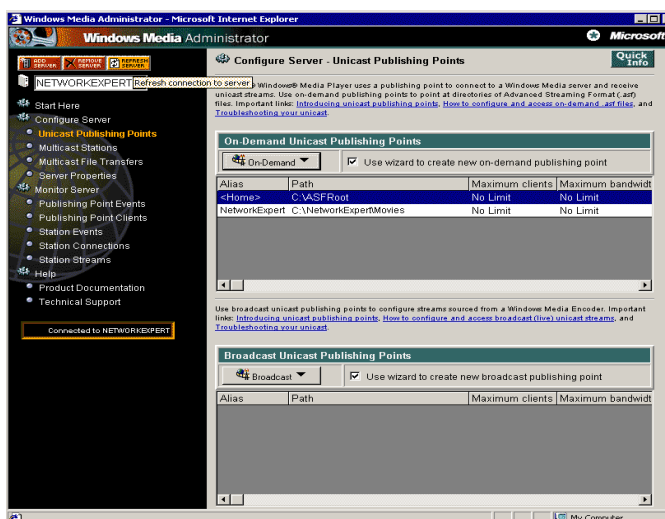 Windows Media Administrator - Microsoft Internet Explorer
Windows Media Administrator
Microsoft
ADD SERVER
REMOVE SERVER
REFRESH SERVER
NETWORKEXPERT
Refresh connection to server
Start Here
Configure Server
Unicast Publishing Points
Multicast Stations
Multicast File Transfers
Server Properties
Monitor Server
Publishing Point Events
Publishing Point Clients
Station Events
Station Connections
Station Streams
Help
Product Documentation
Technical Support
Connected to NETWORKEXPERT
Configure Server - Unicast Publishing Points
Quick Info
Windows® Media Player uses a publishing point to connect to a Windows Media server and receive
unicast streams. Use on-demand publishing points to point at directories of Advanced Streaming Format (.asf)
files. Important links: Introducing unicast publishing points, How to configure and access on-demand .asf files, and
Troubleshooting your unicast.
On-Demand Unicast Publishing Points
On-Demand
Use wizard to create new on-demand publishing point
Alias Path Maximum clients Maximum bandwidt
<Home> C:\ASFRoot No Limit No Limit
NetworkExpert C:\NetworkExpert\Movies No Limit No Limit
Use broadcast unicast publishing points to configure streams sourced from a Windows Media Encoder. Important
links: Introducing unicast publishing points, How to configure and access broadcast (live) unicast streams, and
Troubleshooting your unicast.
Broadcast Unicast Publishing Points
Broadcast
Use wizard to create new broadcast publishing point
Alias Path Maximum clients Maximum bandwidt
My Computer